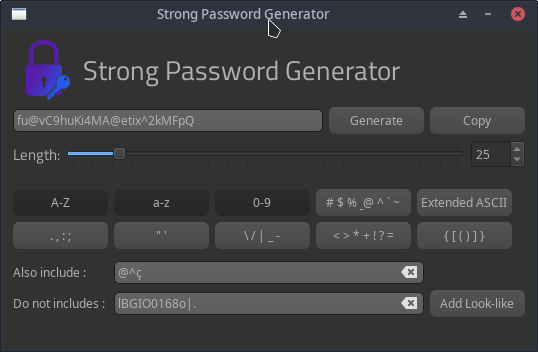 Strong Password Generator
Strong Password Generator
fu@vC9huKi4MA@etix^2kMFpQ Generate Copy
Length: 25
A-Z a-z 0-9 # $ % _@ ^ ` ~ Extended ASCII
. , : ; " ' \ / | _ - < > * + ! ? = { [ ( ) ] }
Also include : @^ç
Do not includes : lBGIO0168o|. Add Look-like